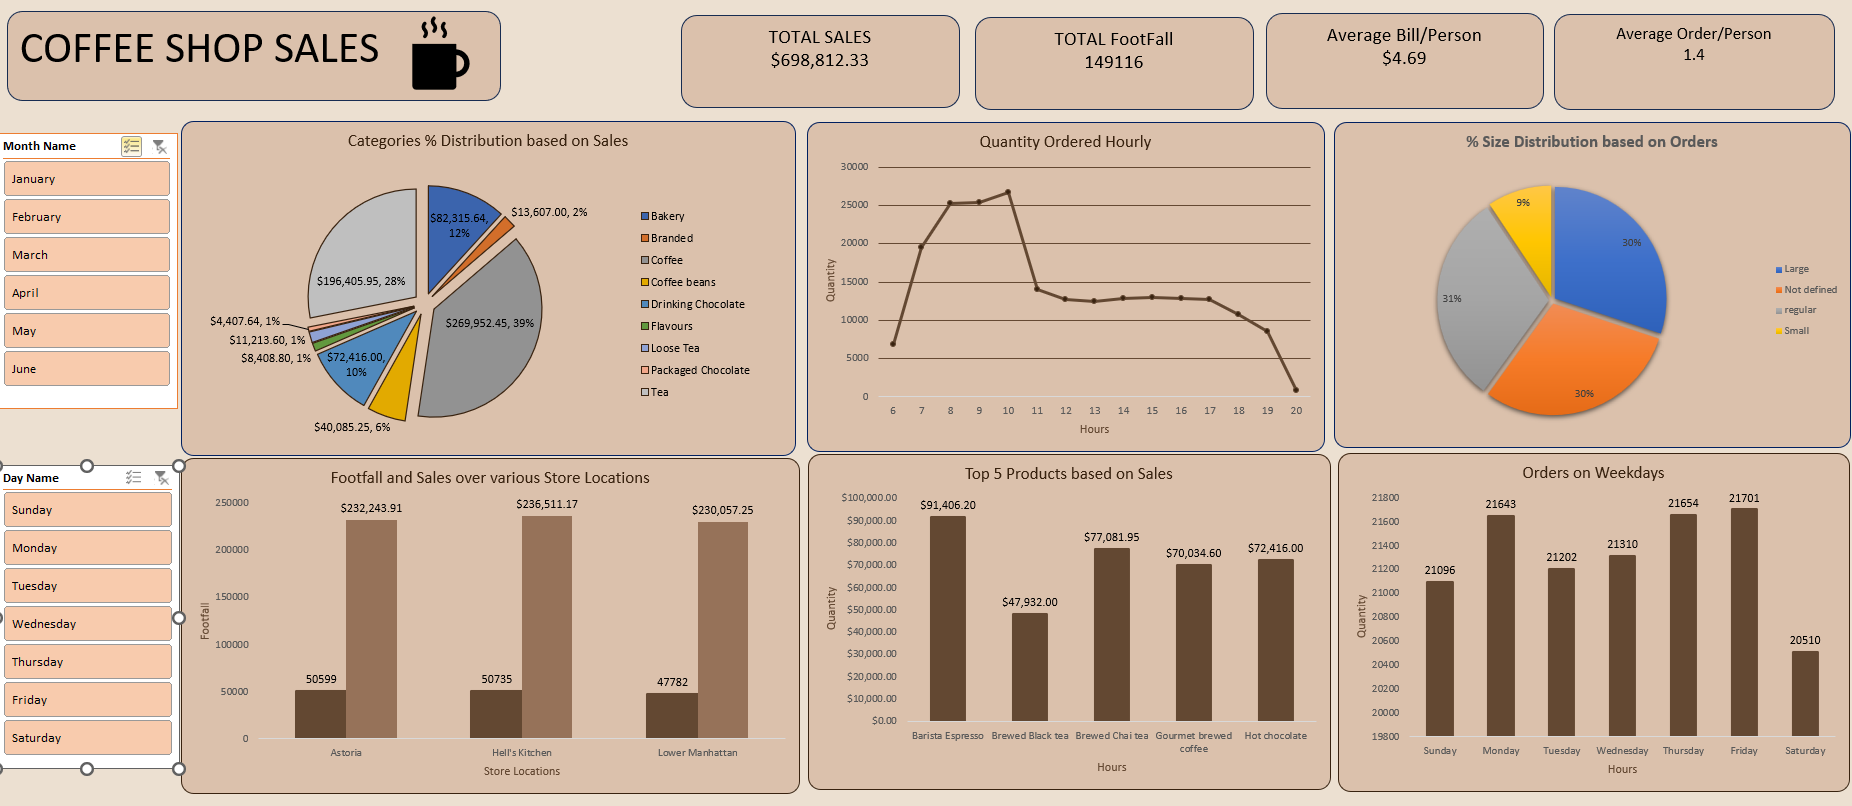 COFFEE SHOP SALES
TOTAL SALES
$698,812.33
TOTAL FootFall
149116
Average Bill/Person
$4.69
Average Order/Person
1.4
Month Name
January
February
March
April
May
June
Day Name
Sunday
Monday
Tuesday
Wednesday
Thursday
Friday
Saturday
Categories % Distribution based on Sales
$82,315.64,
12%
$13,607.00, 2%
$269,952.45, 39%
$40,085.25, 6%
$72,416.00,
10%
$8,408.80, 1%
$11,213.60, 1%
$4,407.64, 1%
$196,405.95, 28%
Bakery
Branded
Coffee
Coffee beans
Drinking Chocolate
Flavours
Loose Tea
Packaged Chocolate
Tea
Quantity Ordered Hourly
Quantity
30000
25000
20000
15000
10000
5000
0
6 7 8 9 10 11 12 13 14 15 16 17 18 19 20
Hours
% Size Distribution based on Orders
9%
30%
31%
30%
Large
Not defined
regular
Small
Footfall and Sales over various Store Locations
Footfall
250000
200000
150000
100000
50000
0
50599
$232,243.91
50735
$236,511.17
47782
$230,057.25
Astoria Hell's Kitchen Lower Manhattan
Store Locations
Top 5 Products based on Sales
Quantity
$100,000.00
$90,000.00
$80,000.00
$70,000.00
$60,000.00
$50,000.00
$40,000.00
$30,000.00
$20,000.00
$10,000.00
$0.00
$91,406.20
$47,932.00
$77,081.95
$70,034.60
$72,416.00
Barista Espresso Brewed Black tea Brewed Chai tea Gourmet brewed coffee Hot chocolate
Hours
Orders on Weekdays
Quantity
21800
21600
21400
21200
21000
20800
20600
20400
20200
20000
19800
21096
21643
21202
21310
21654
21701
20510
Sunday Monday Tuesday Wednesday Thursday Friday Saturday
Hours